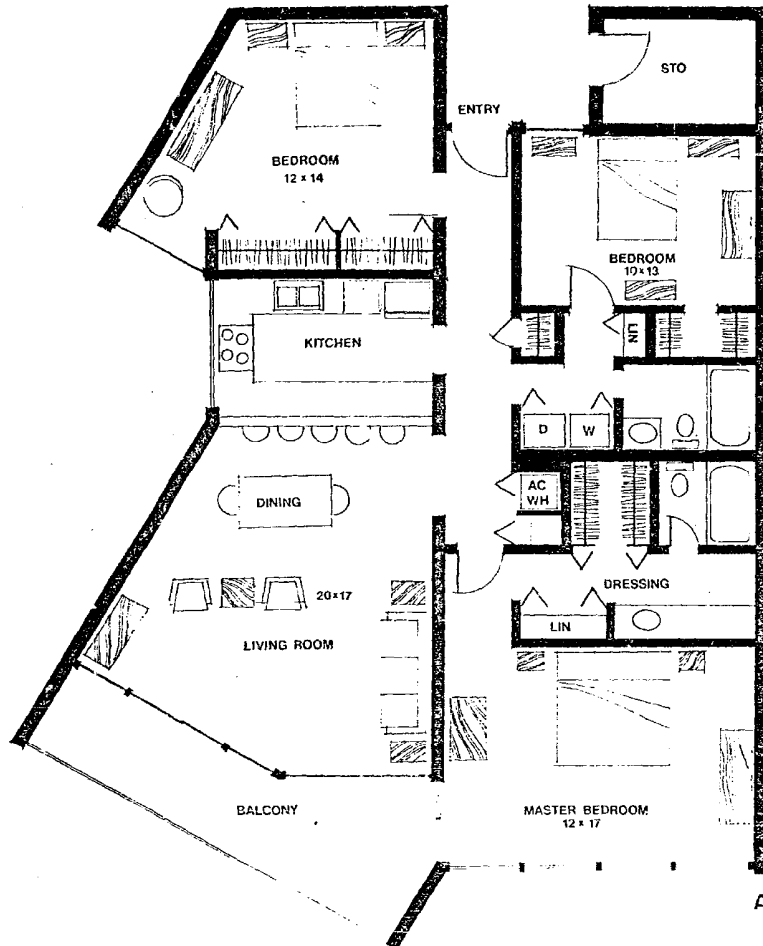 STO
ENTRY
BEDROOM
12 x 14
BEDROOM
10 x 13
LIN
KITCHEN
D
W
DINING
AC
WH
20 x 17
DRESSING
LIN
LIVING ROOM
BALCONY
MASTER BEDROOM
12 x 17